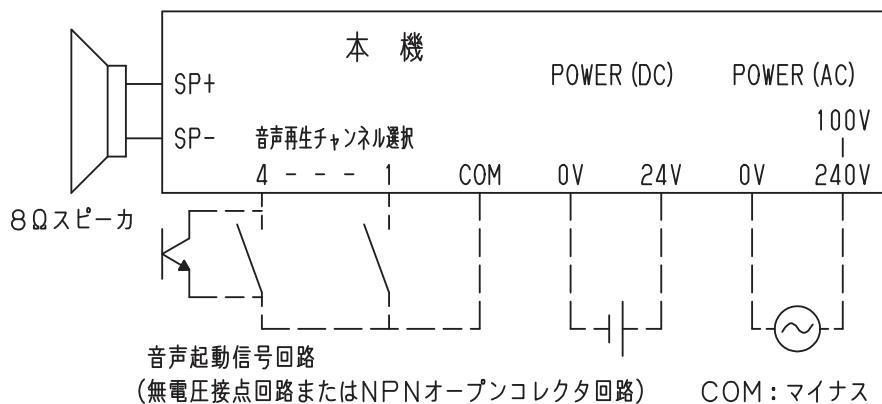 本 機
POWER(DC) POWER(AC)
SP+
100V
SP-
音声再生チャンネル選択
4 - - - 1 COM 0V 24V 0V 240V
8Ωスピーカ
音声起動信号回路
(無電圧接点回路またはNPNオープンコレクタ回路) COM:マイナス